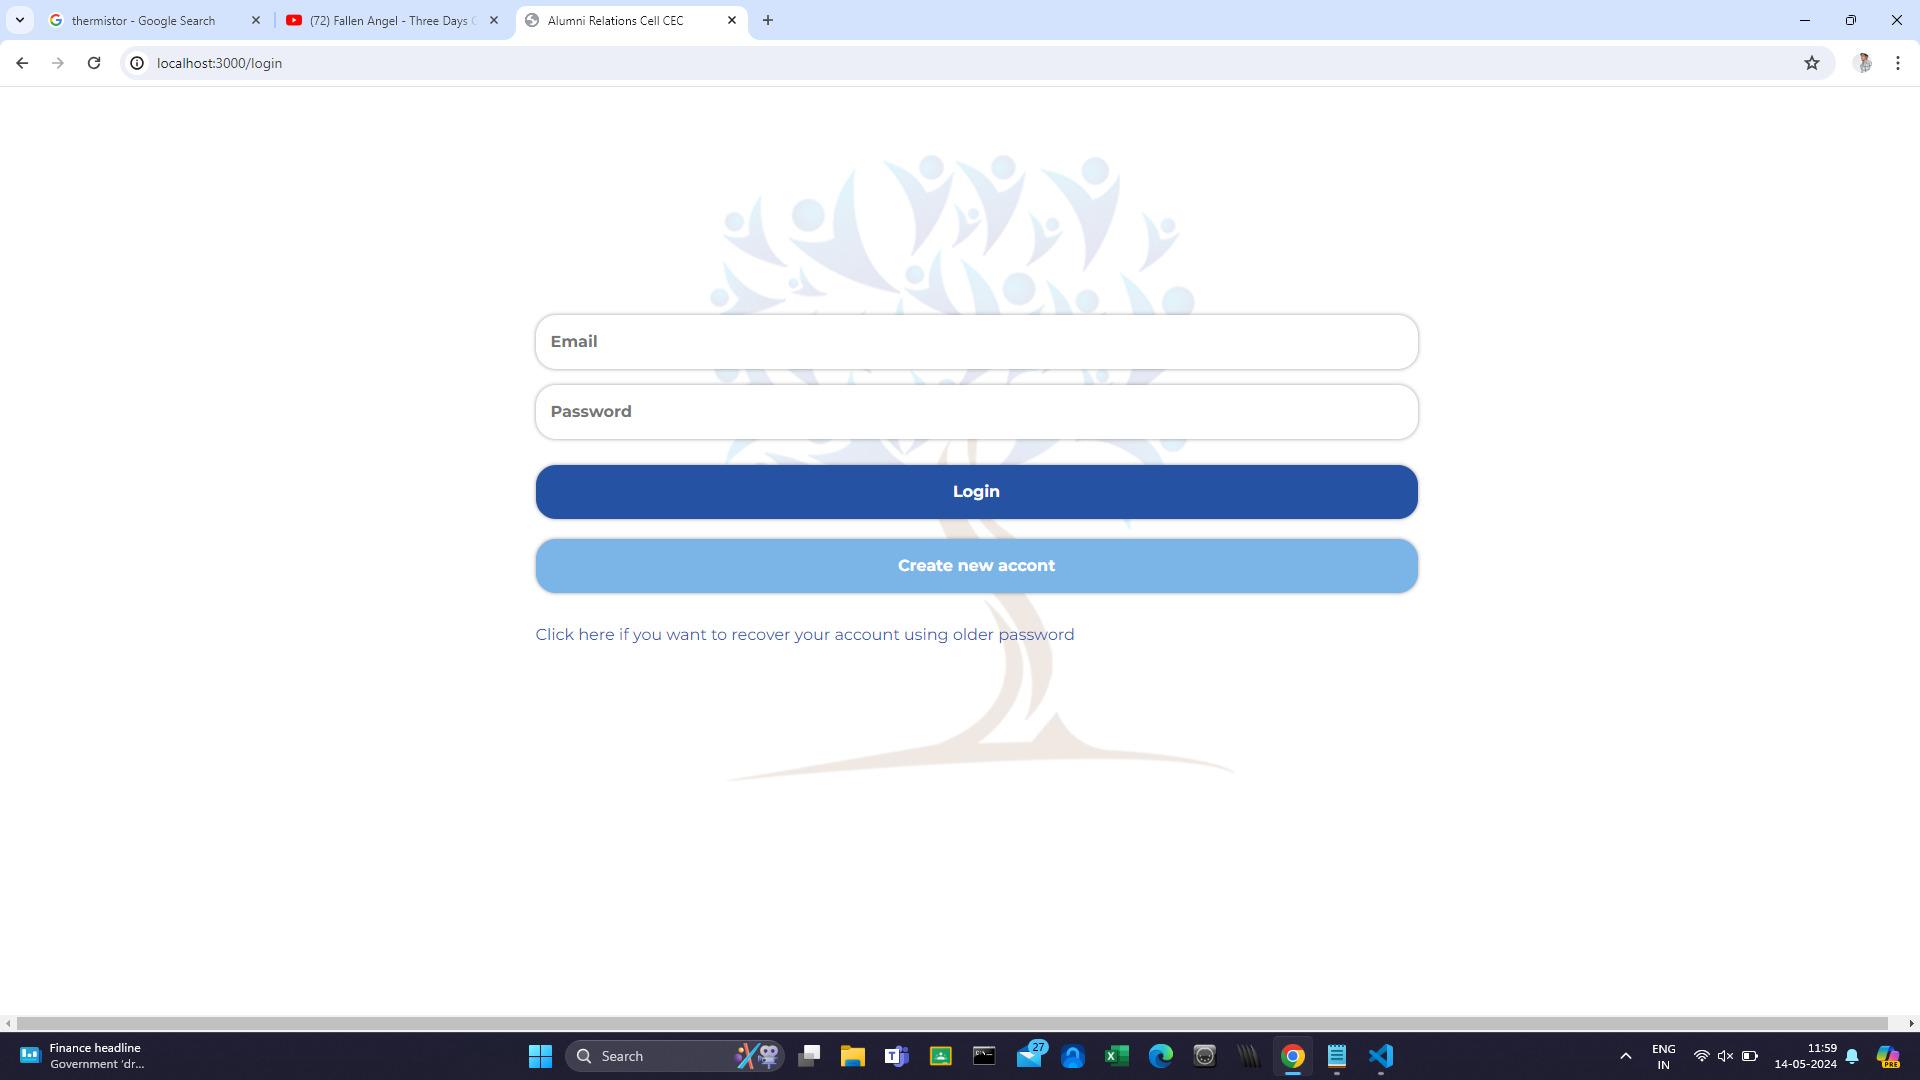 thermistor - Google Search
(72) Fallen Angel - Three Days
Alumni Relations Cell CEC
localhost:3000/login
Email
Password
Login
Create new accont
Click here if you want to recover your account using older password
Finance headline
Government 'dr...
Search
27
ENG
IN
11:59
14-05-2024
PRE